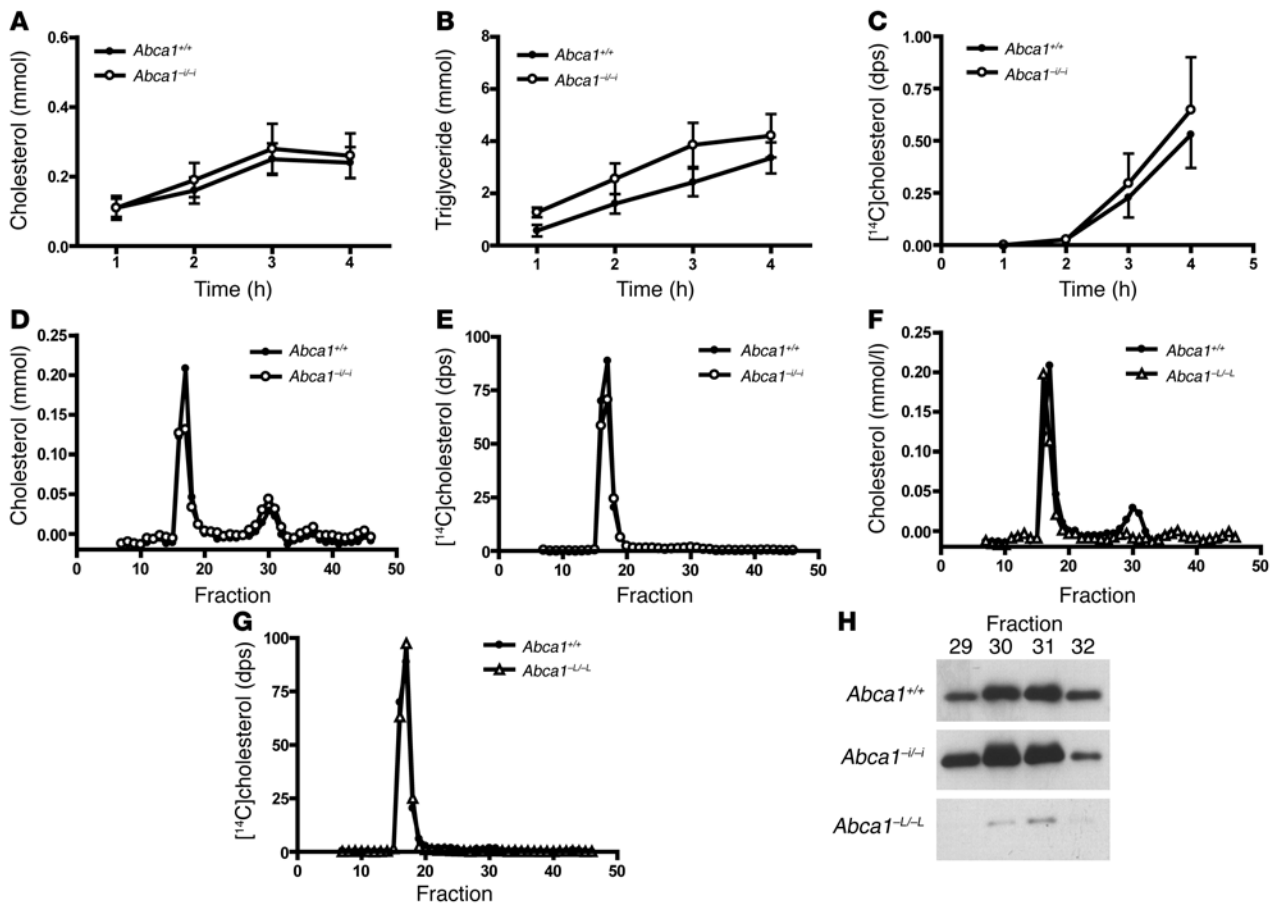 A
Cholesterol (mmol)
0.6
0.4
0.2
0.0
Abca1+/+
Abca1–i/–i
1 2 3 4
Time (h)
B
Triglyceride (mmol)
8
6
4
2
0
Abca1+/+
Abca1–i/–i
1 2 3 4
Time (h)
C
[14C]cholesterol (dps)
1.00
0.75
0.50
0.25
0.00
Abca1+/+
Abca1–i/–i
0 1 2 3 4 5
Time (h)
D
Cholesterol (mmol)
0.25
0.20
0.15
0.10
0.05
0.00
Abca1+/+
Abca1–i/–i
0 10 20 30 40 50
Fraction
E
[14C]cholesterol (dps)
100
75
50
25
0
Abca1+/+
Abca1–i/–i
0 10 20 30 40 50
Fraction
F
Cholesterol (mmol/l)
0.25
0.20
0.15
0.10
0.05
0.00
Abca1+/+
Abca1–L/–L
0 10 20 30 40 50
Fraction
G
[14C]cholesterol (dps)
100
75
50
25
0
Abca1+/+
Abca1–L/–L
0 10 20 30 40 50
Fraction
H
Fraction
29 30 31 32
Abca1+/+
Abca1–i/–i
Abca1–L/–L